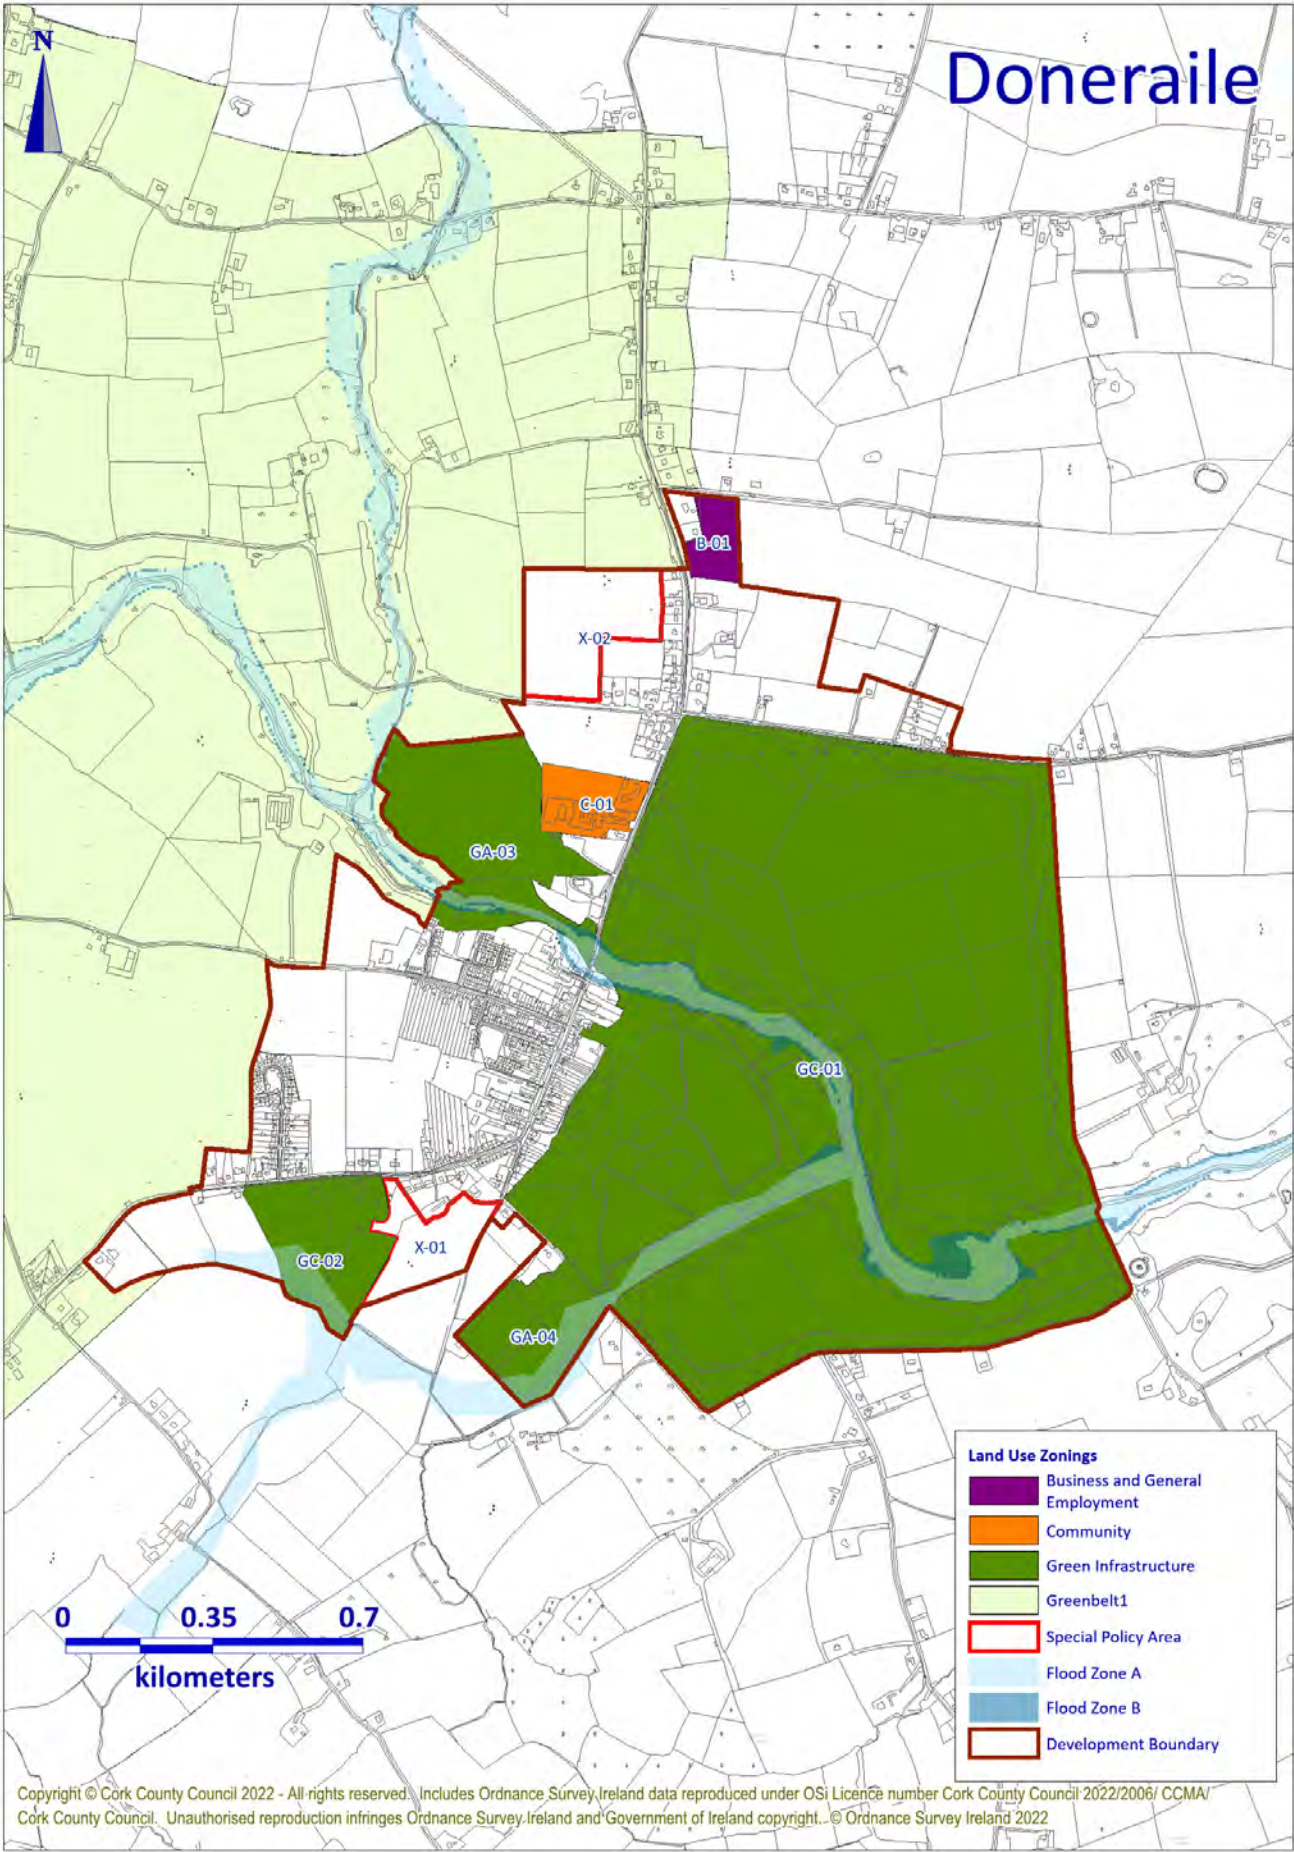 N
Doneraile
B-01
X-02
C-01
GA-03
GC-01
GC-02
X-01
GA-04
Land Use Zonings
Business and General
Employment
Community
Green Infrastructure
Greenbelt1
Special Policy Area
Flood Zone A
Flood Zone B
Development Boundary
0 0.35 0.7
kilometers
Copyright © Cork County Council 2022 - All rights reserved. Includes Ordnance Survey Ireland data reproduced under OSi Licence number Cork County Council 2022/2006/ CCMA/
Cork County Council. Unauthorised reproduction infringes Ordnance Survey Ireland and Government of Ireland copyright. © Ordnance Survey Ireland 2022